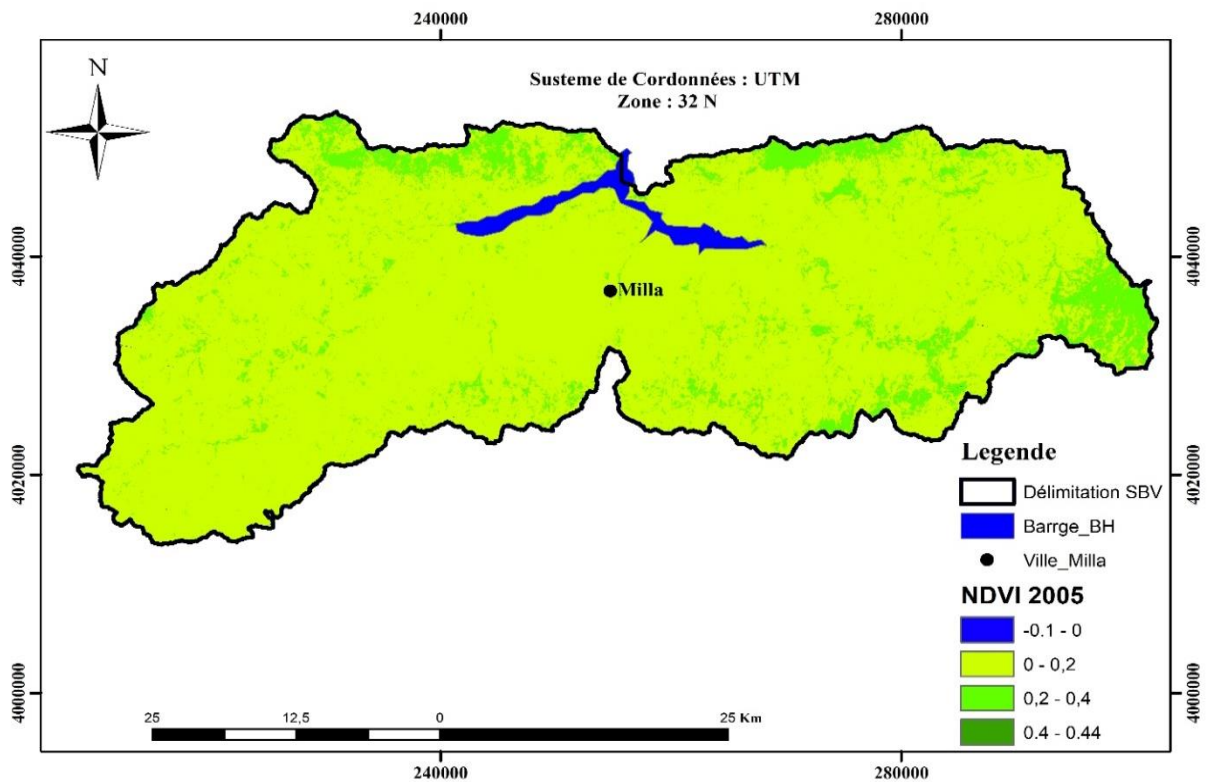 240000 280000
N
Susteme de Cordonnées : UTM
Zone : 32 N
4040000 4040000
Milla
Legende
4020000 4020000
Délimitation SBV
Barrge_BH
Ville_Milla
NDVI 2005
-0.1 - 0
0 - 0,2
4000000 4000000
0,2 - 0,4
25 12,5 0 25 Km
0.4 - 0.44
240000 280000